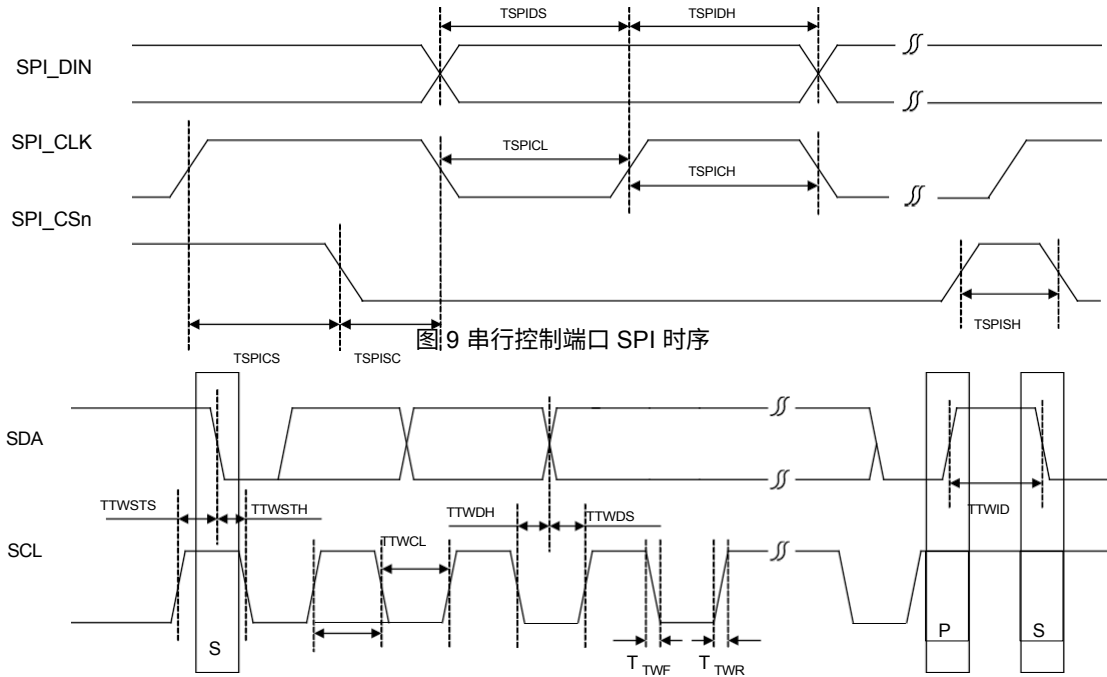 TSPIDS
TSPIDH
SPI_DIN
SPI_CLK
TSPICL
TSPICH
SPI_CSn
TSPISH
图 9 串行控制端口 SPI 时序
TSPICS
TSPISC
SDA
TTWSTS
TTWSTH
TTWDH
TTWDS
TTWID
SCL
TTWCL
S
P
S
T TWF
T TWR